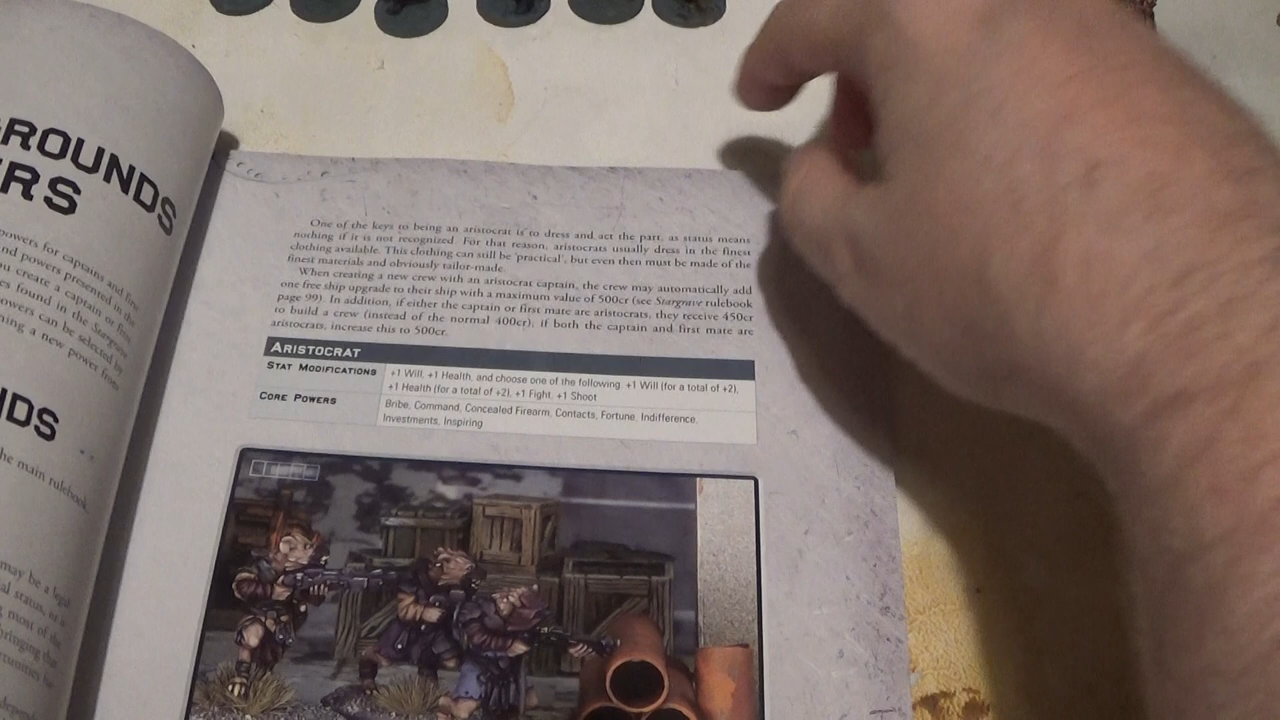 ROUNDS
RS
powers for captains and first
nd powers presented in the
ou create a captain or first
es found in the Stargrave
powers can be selected by
ning a new power from
NDS
he main rulebook.
may be a legal
al status, or a
most of the
bringing this
One of the keys to being an aristocrat is to dress and act the part, as status means
nothing if it is not recognized. For that reason, aristocrats usually dress in the finest
clothing available. This clothing can still be 'practical', but even then must be made of the
finest materials and obviously tailor-made.
When creating a new crew with an aristocrat captain, the crew may automatically add
one free ship upgrade to their ship with a maximum value of 500cr (see Stargrave rulebook
page 99). In addition, if either the captain or first mate are aristocrats, they receive 450cr
to build a crew (instead of the normal 400cr); if both the captain and first mate are
aristocrats, increase this to 500cr.
ARISTOCRAT
STAT MODIFICATIONS +1 Will, +1 Health, and choose one of the following: +1 Will (for a total of +2),
+1 Health (for a total of +2), +1 Fight, +1 Shoot
CORE POWERS Bribe, Command, Concealed Firearm, Contacts, Fortune, Indifference,
Investments, Inspiring